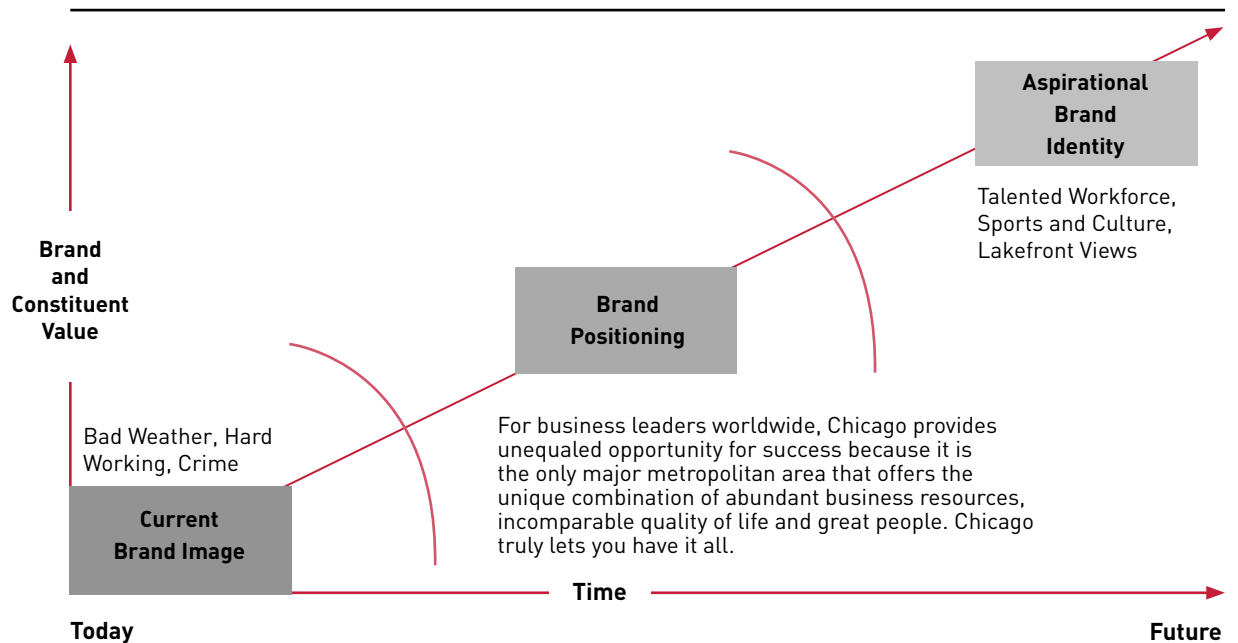 Aspirational
Brand
Identity
Talented Workforce,
Sports and Culture,
Lakefront Views
Brand
and
Constituent
Value
Brand
Positioning
Bad Weather, Hard
Working, Crime
For business leaders worldwide, Chicago provides
unequaled opportunity for success because it is
the only major metropolitan area that offers the
unique combination of abundant business resources,
incomparable quality of life and great people. Chicago
truly lets you have it all.
Current
Brand Image
Time
Today
Future